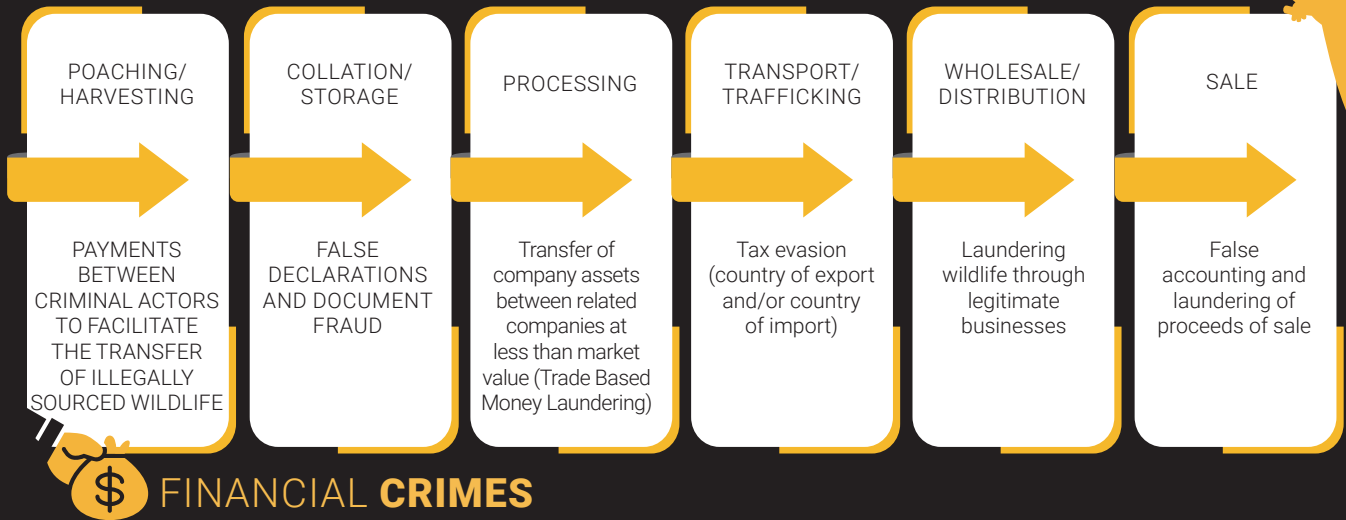 POACHING/
HARVESTING
PAYMENTS
BETWEEN
CRIMINAL ACTORS
TO FACILITATE
THE TRANSFER
OF ILLEGALLY
SOURCED WILDLIFE
COLLATION/
STORAGE
FALSE
DECLARATIONS
AND DOCUMENT
FRAUD
PROCESSING
Transfer of
company assets
between related
companies at
less than market
value (Trade Based
Money Laundering)
TRANSPORT/
TRAFFICKING
Tax evasion
(country of export
and/or country
of import)
WHOLESALE/
DISTRIBUTION
Laundering
wildlife through
legitimate
businesses
SALE
False
accounting and
laundering of
proceeds of sale
$
FINANCIAL CRIMES